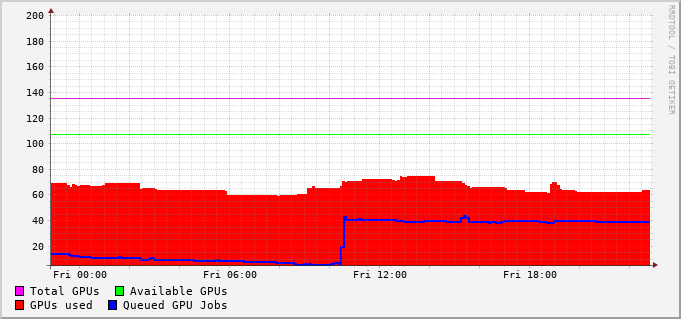 200
180
160
140
120
100
80
60
40
20
Fri 00:00 Fri 06:00 Fri 12:00 Fri 18:00
Total GPUs Available GPUs
GPUs used Queued GPU Jobs
RRDTOOL / TOBI OETIKER